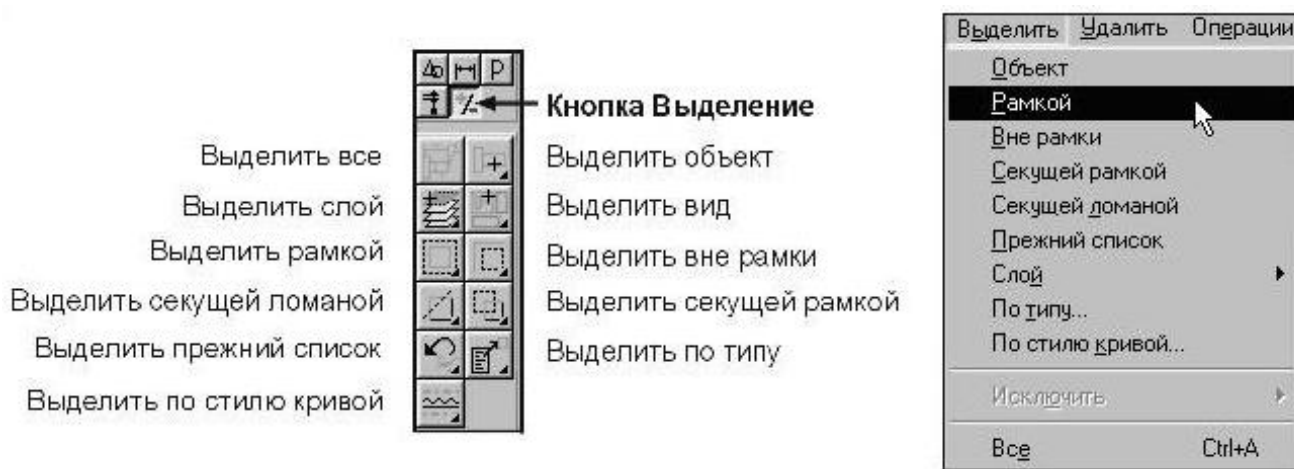 Кнопка Выделение
Выделить все
Выделить объект
Выделить слой
Выделить вид
Выделить рамкой
Выделить вне рамки
Выделить секущей ломаной
Выделить секущей рамкой
Выделить прежний список
Выделить по типу
Выделить по стилю кривой
P
Выделить Удалить Операции
Объект
Рамкой
Вне рамки
Секущей рамкой
Секущей ломаной
Прежний список
Слой
По типу...
По стилю кривой...
Исключить
Все Ctrl+A